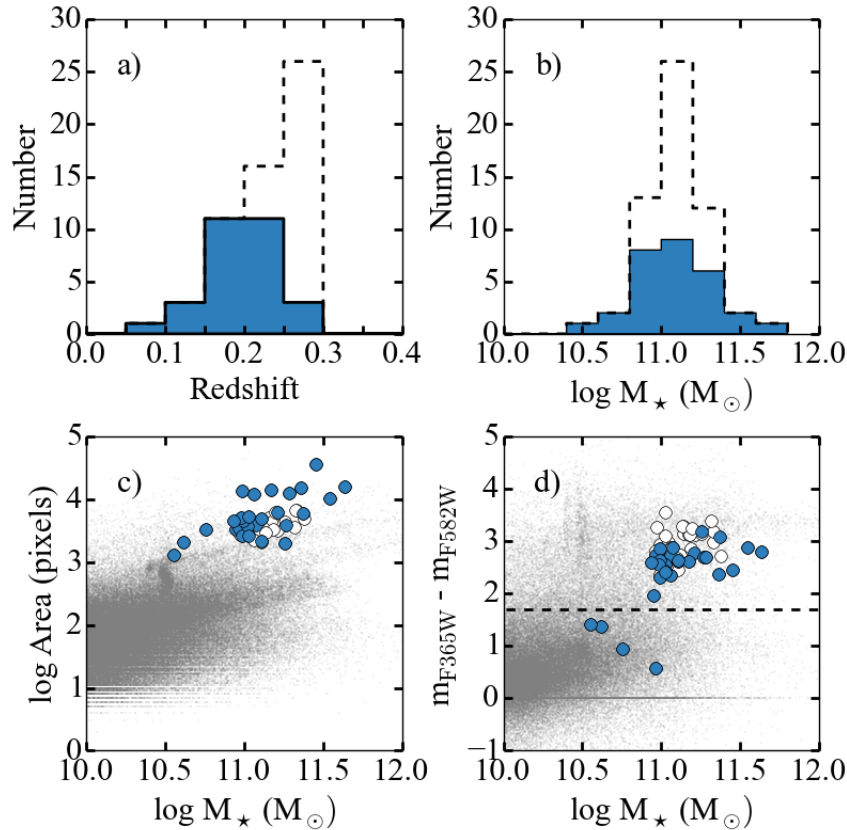 30
25
20
15
10
5
0
Number
a)
0.0 0.1 0.2 0.3 0.4
Redshift
30
25
20
15
10
5
0
Number
b)
10.0 10.5 11.0 11.5 12.0
log M⋆ (M⊙)
5
4
3
2
1
0
log Area (pixels)
c)
10.0 10.5 11.0 11.5 12.0
log M⋆ (M⊙)
5
4
3
2
1
0
−1
mF365W - mF582W
d)
10.0 10.5 11.0 11.5 12.0
log M⋆ (M⊙)